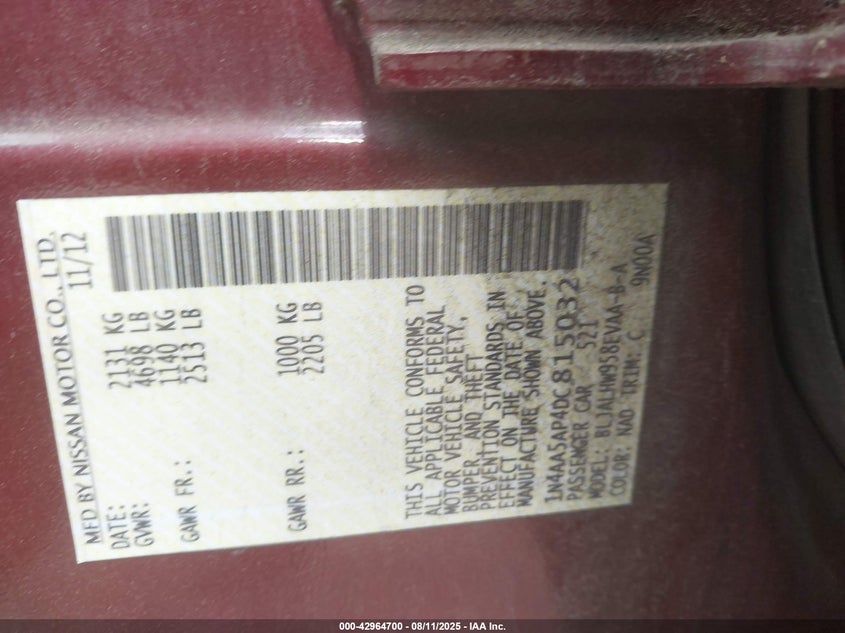 MFD BY NISSAN MOTOR CO., LTD.
DATE: 11/12
GVWR: 2131 KG
4698 LB
GAWR FR.: 1140 KG
2513 LB
GAWR RR.: 1000 KG
2205 LB
THIS VEHICLE CONFORMS TO
ALL APPLICABLE FEDERAL
MOTOR VEHICLE SAFETY,
BUMPER, AND THEFT
PREVENTION STANDARDS IN
EFFECT ON THE DATE OF
MANUFACTURE SHOWN ABOVE.
1N4AA5AP4DC815032
PASSENGER CAR 521
MODEL: BLJALHW958EVAA-B-A
COLOR: NAD TRIM: C 9N00A
000-42964700 - 08/11/2025 - IAA Inc.